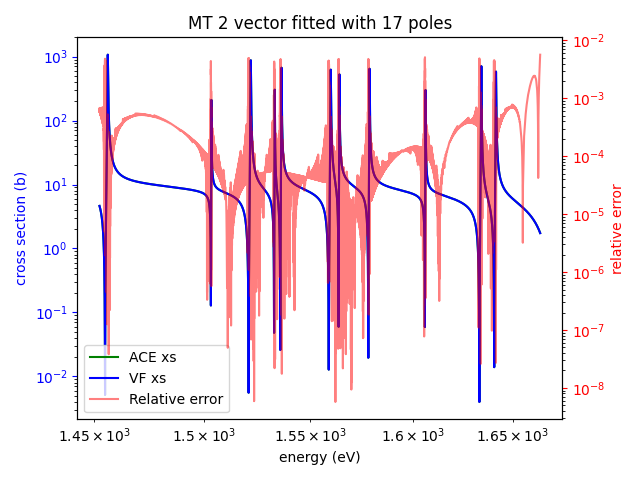 MT 2 vector fitted with 17 poles
cross section (b)
10³
10²
10¹
10⁰
10⁻¹
10⁻²
10⁻²
10⁻³
10⁻⁴
10⁻⁵
10⁻⁶
10⁻⁷
10⁻⁸
relative error
ACE xs
VF xs
Relative error
1.45 × 10³ 1.5 × 10³ 1.55 × 10³ 1.6 × 10³ 1.65 × 10³
energy (eV)